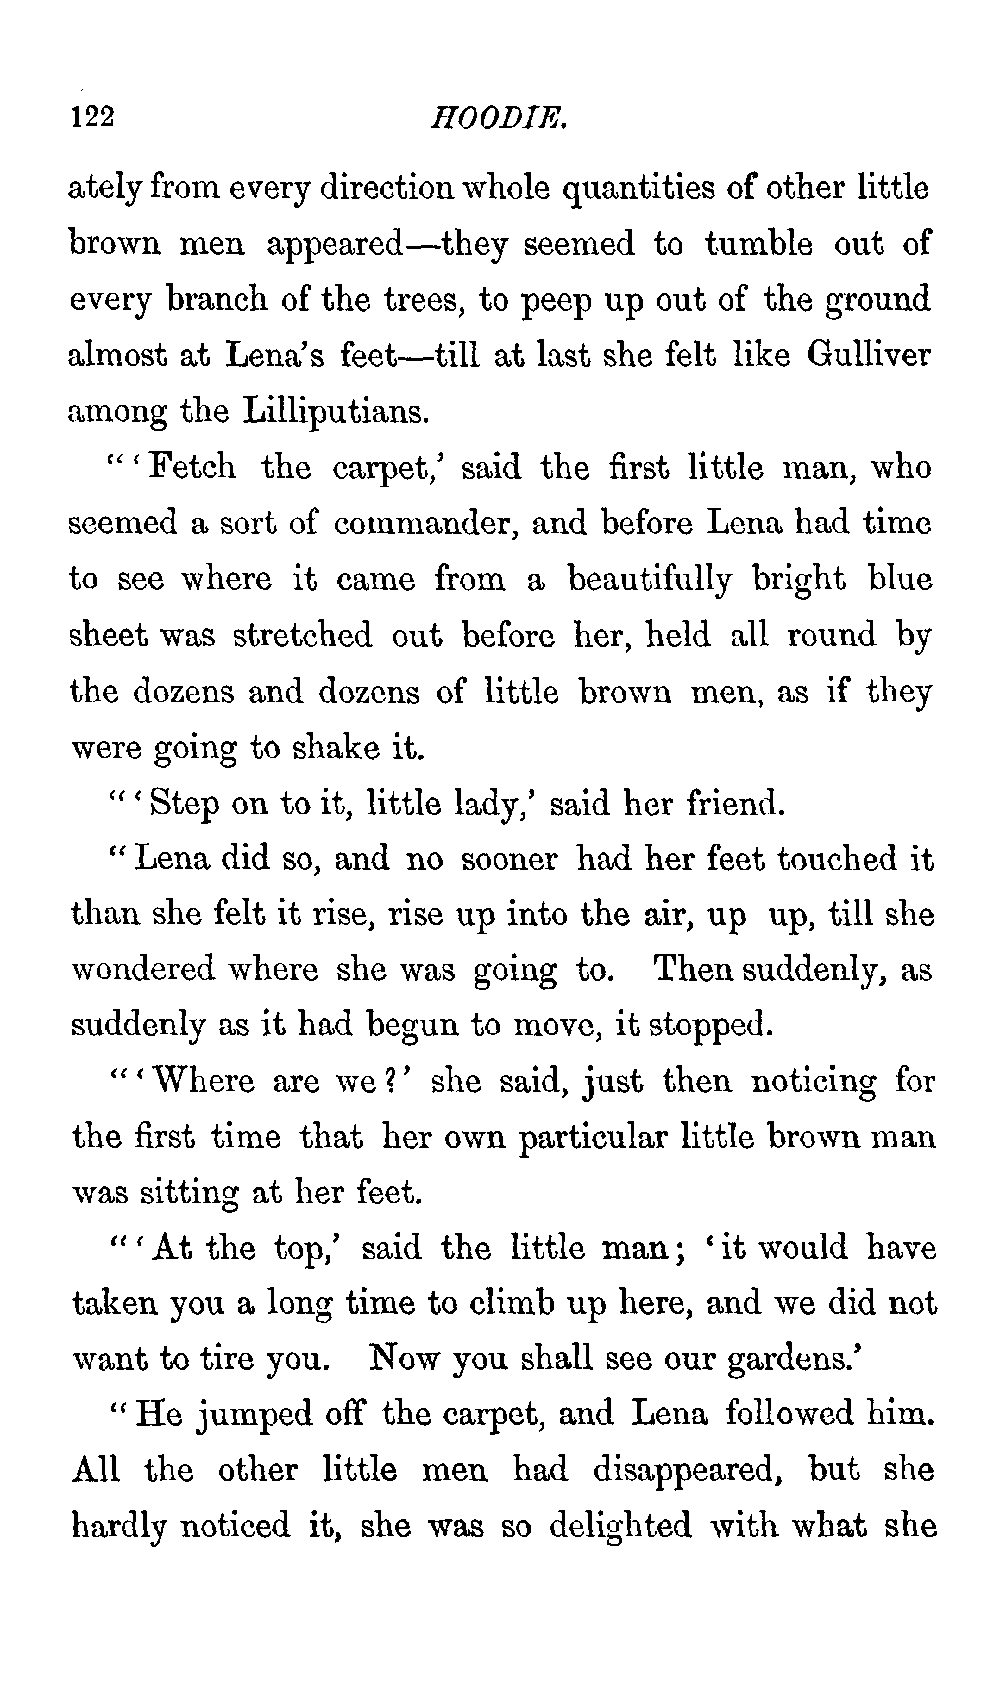 122 HOODIE.
ately from every direction whole quantities of other little
brown men appeared—they seemed to tumble out of
every branch of the trees, to peep up out of the ground
almost at Lena's feet—till at last she felt like Gulliver
among the Lilliputians.
"'Fetch the carpet,' said the first little man, who
seemed a sort of commander, and before Lena had time
to see where it came from a beautifully bright blue
sheet was stretched out before her, held all round by
the dozens and dozens of little brown men, as if they
were going to shake it.
"'Step on to it, little lady,' said her friend.
"Lena did so, and no sooner had her feet touched it
than she felt it rise, rise up into the air, up up, till she
wondered where she was going to. Then suddenly, as
suddenly as it had begun to move, it stopped.
"'Where are we?' she said, just then noticing for
the first time that her own particular little brown man
was sitting at her feet.
"'At the top,' said the little man; 'it would have
taken you a long time to climb up here, and we did not
want to tire you. Now you shall see our gardens.'
"He jumped off the carpet, and Lena followed him.
All the other little men had disappeared, but she
hardly noticed it, she was so delighted with what she